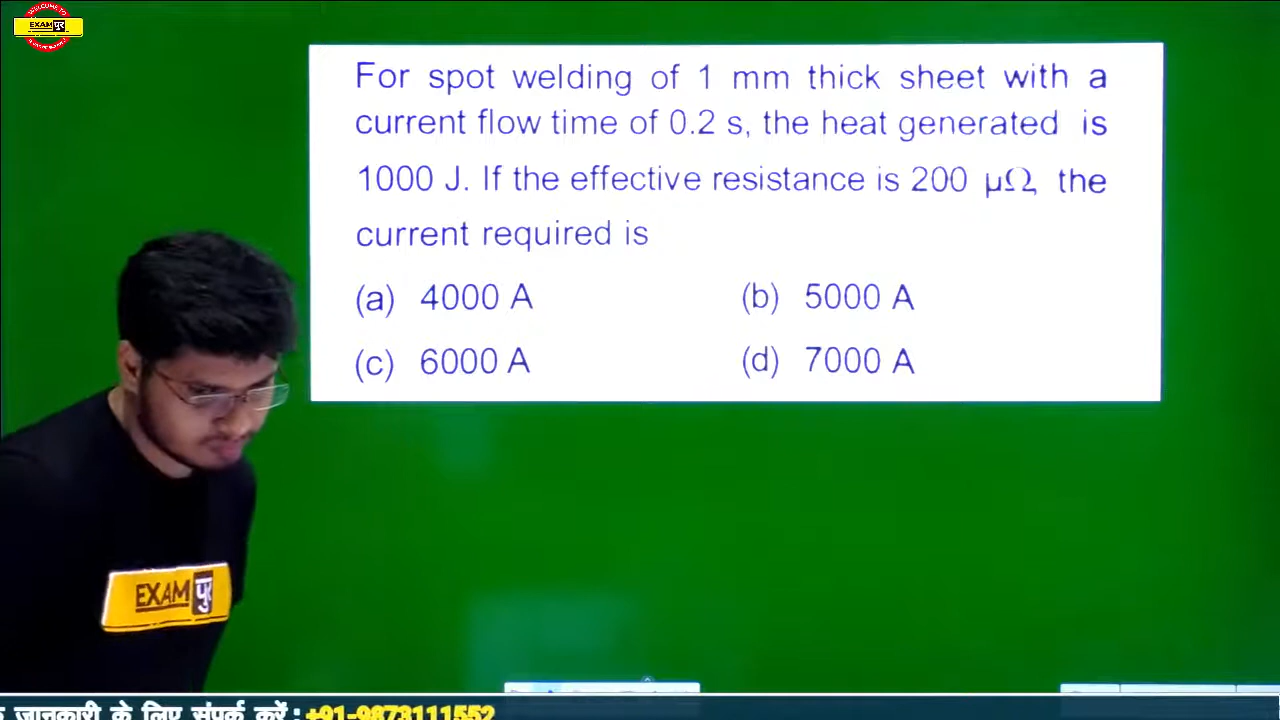 WELCOME TO
EXAM पुर
For spot welding of 1 mm thick sheet with a
current flow time of 0.2 s, the heat generated is
1000 J. If the effective resistance is 200 μΩ, the
current required is
(a) 4000 A (b) 5000 A
(c) 6000 A (d) 7000 A
EXAM पुर
जानकारी के लिए संपर्क करें : +91-9873111552